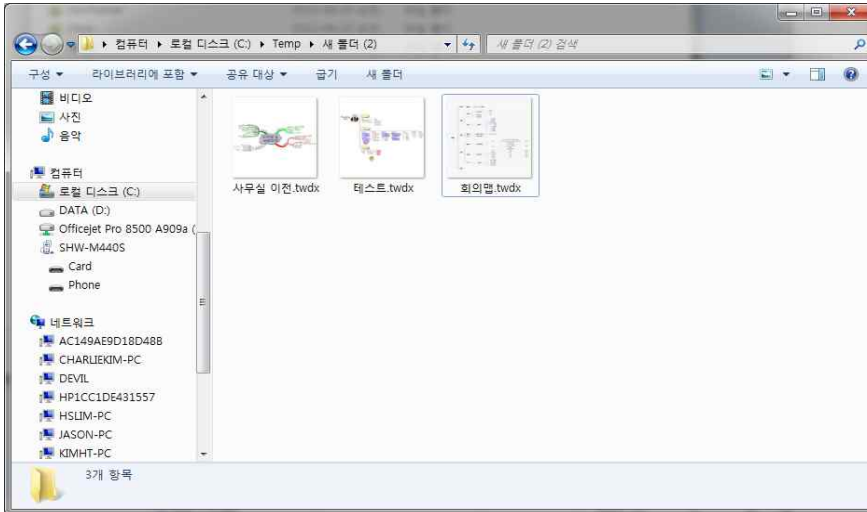 컴퓨터 ▸ 로컬 디스크 (C:) ▸ Temp ▸ 새 폴더 (2)
새 폴더 (2) 검색
구성 라이브러리에 포함 공유 대상 굽기 새 폴더
비디오
사진
음악
컴퓨터
로컬 디스크 (C:)
DATA (D:)
Officejet Pro 8500 A909a (
SHW-M440S
Card
Phone
네트워크
AC149AE9D18D48B
CHARLIEKIM-PC
DEVIL
HP1CC1DE431557
HSLIM-PC
JASON-PC
KIMHT-PC
사무실 이전.twdx
테스트.twdx
회의맵.twdx
3개 항목